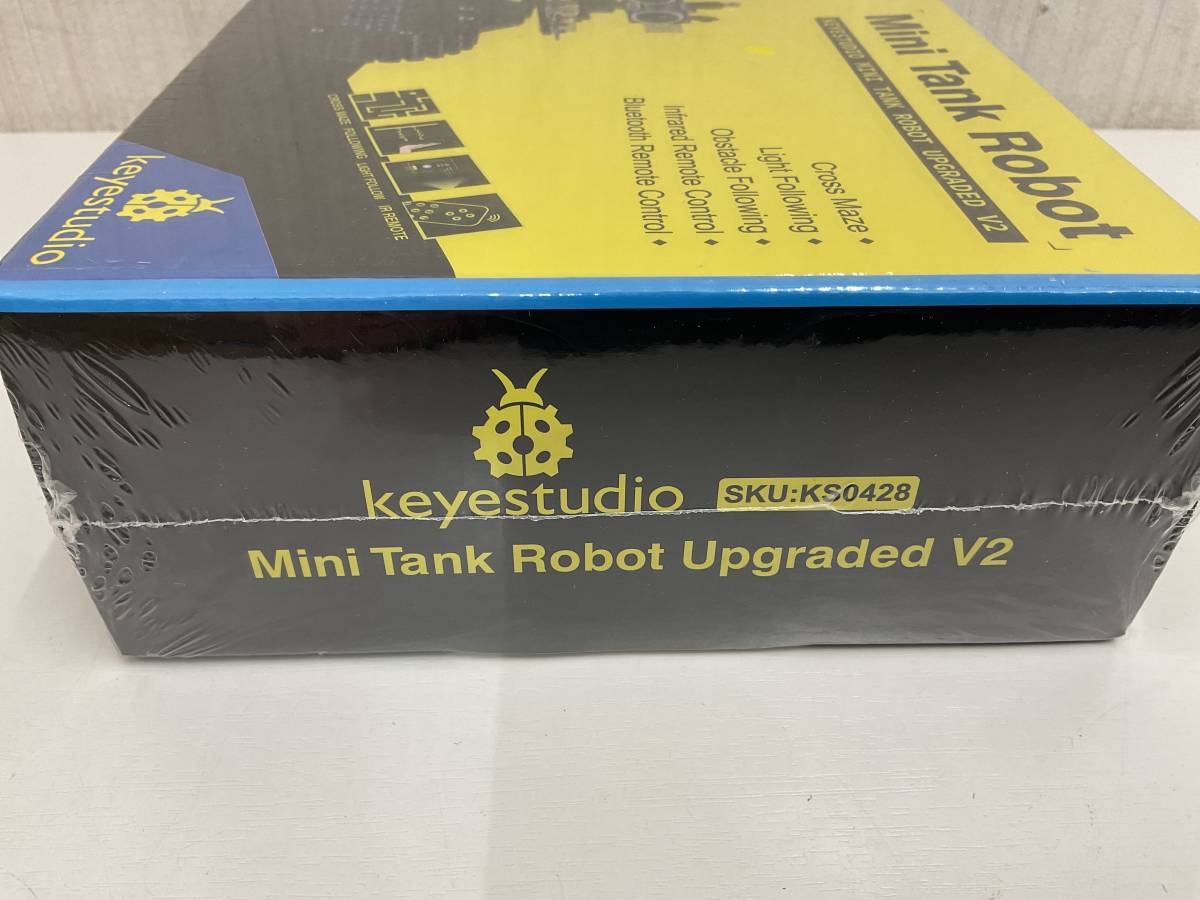 Mini Tank Robot」
KEYESTUDIO MINI TANK ROBOT UPGRADED V2
Cross Maze
Light Following
Obstacle Following
Infrared Remote Control
Bluetooth Remote Control
CROSS MAZE FOLLOWING LIGHT FOLLOW IR REMOTE
keyestudio
keyestudio
SKU:KS0428
Mini Tank Robot Upgraded V2